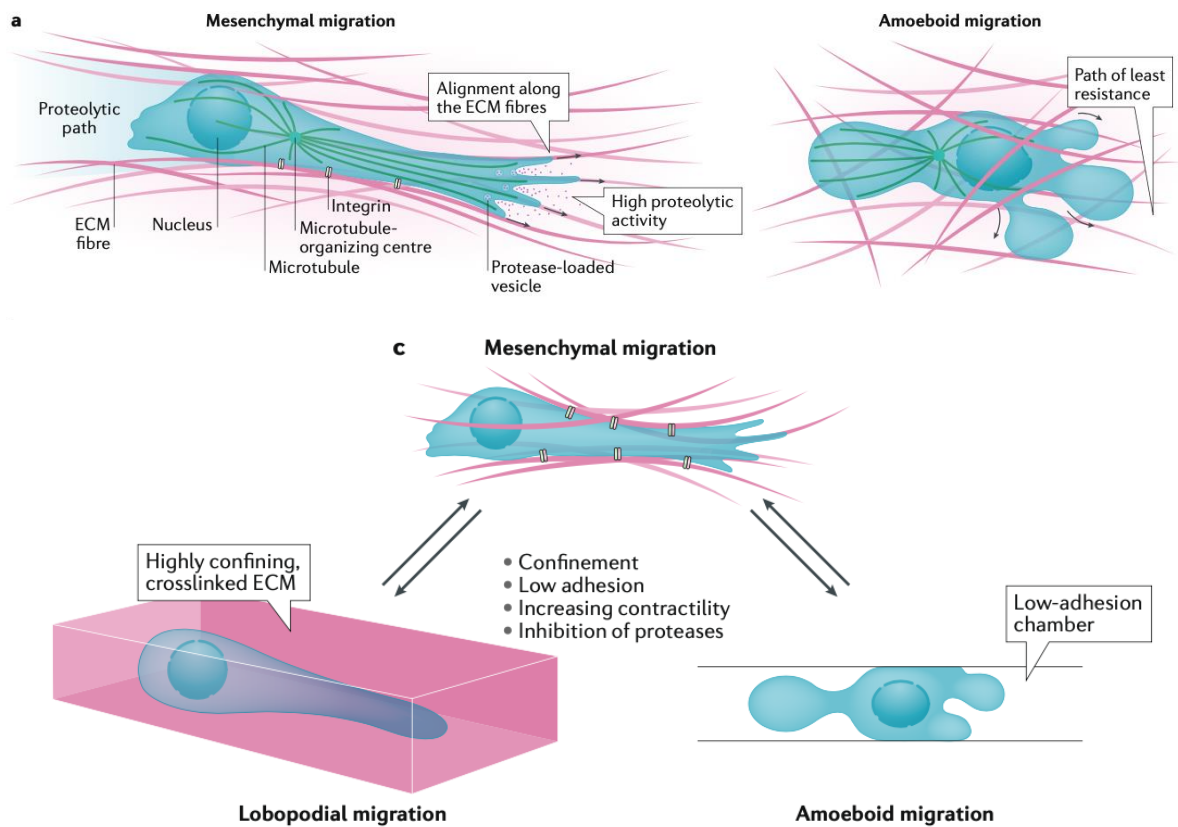 a
Mesenchymal migration
Amoeboid migration
Proteolytic
path
Alignment along
the ECM fibres
Path of least
resistance
High proteolytic
activity
ECM
fibre
Nucleus
Integrin
Microtubule-
organizing centre
Microtubule
Protease-loaded
vesicle
c
Mesenchymal migration
Highly confining,
crosslinked ECM
• Confinement
• Low adhesion
• Increasing contractility
• Inhibition of proteases
Low-adhesion
chamber
Lobopodial migration
Amoeboid migration